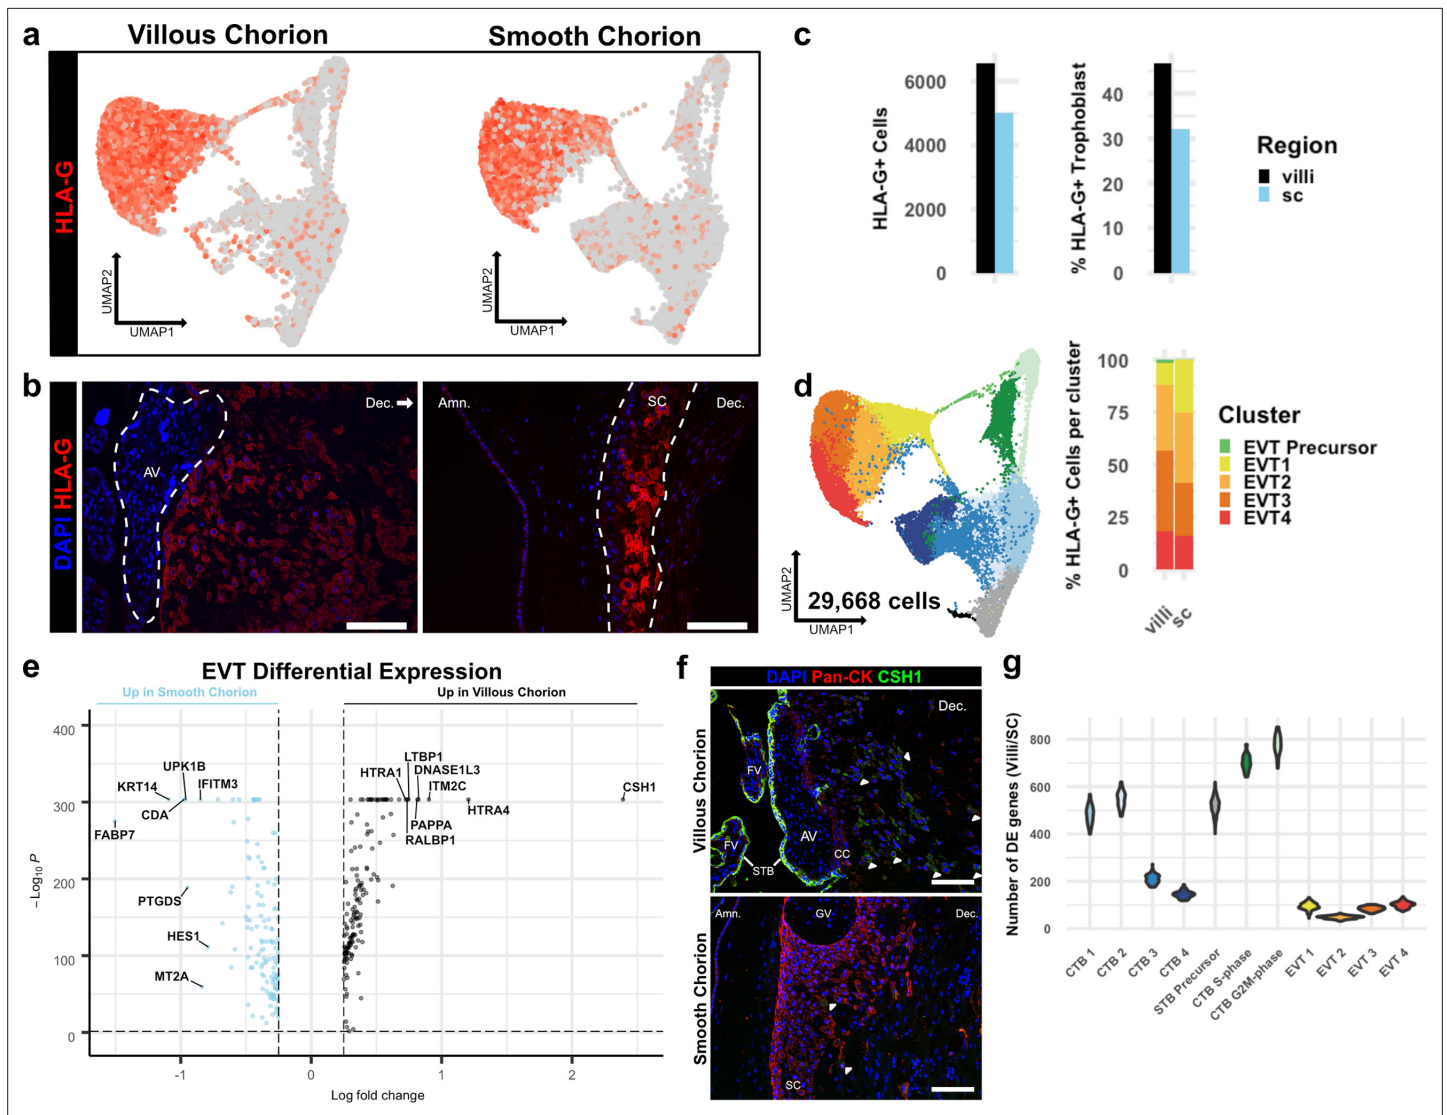 a
Villous Chorion
Smooth Chorion
HLA-G
UMAP2
UMAP1
UMAP2
UMAP1
b
DAPI HLA-G
AV
Dec.
Amn.
SC
Dec.
c
HLA-G+ Cells
6000
4000
2000
0
% HLA-G+ Trophoblast
40
30
20
10
0
Region
villi
sc
d
29,668 cells
UMAP2
UMAP1
% HLA-G+ Cells per cluster
100
75
50
25
0
villi
sc
Cluster
EVT Precursor
EVT1
EVT2
EVT3
EVT4
e
EVT Differential Expression
Up in Smooth Chorion
Up in Villous Chorion
400
300
200
100
0
−Log10 P
KRT14
UPK1B
IFITM3
CDA
FABP7
PTGDS
HES1
MT2A
LTBP1
HTRA1
DNASE1L3
ITM2C
CSH1
HTRA4
PAPPA
RALBP1
-1
0
1
2
Log fold change
f
DAPI Pan-CK CSH1
Villous Chorion
Dec.
FV
FV
AV
CC
STB
Smooth Chorion
Amn.
GV
Dec.
SC
g
Number of DE genes (Villi/SC)
800
600
400
200
0
CTB 1
CTB 2
CTB 3
CTB 4
STB Precursor
CTB S-phase
CTB G2M-phase
EVT 1
EVT 2
EVT 3
EVT 4